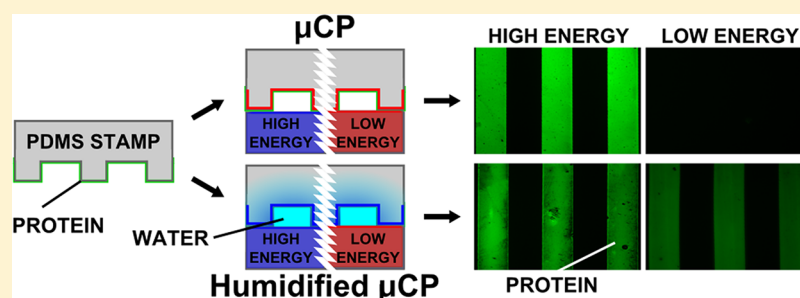 µCP
HIGH ENERGY
LOW ENERGY
PDMS STAMP
HIGH
ENERGY
LOW
ENERGY
PROTEIN
WATER
HIGH
ENERGY
LOW
ENERGY
PROTEIN
Humidified µCP